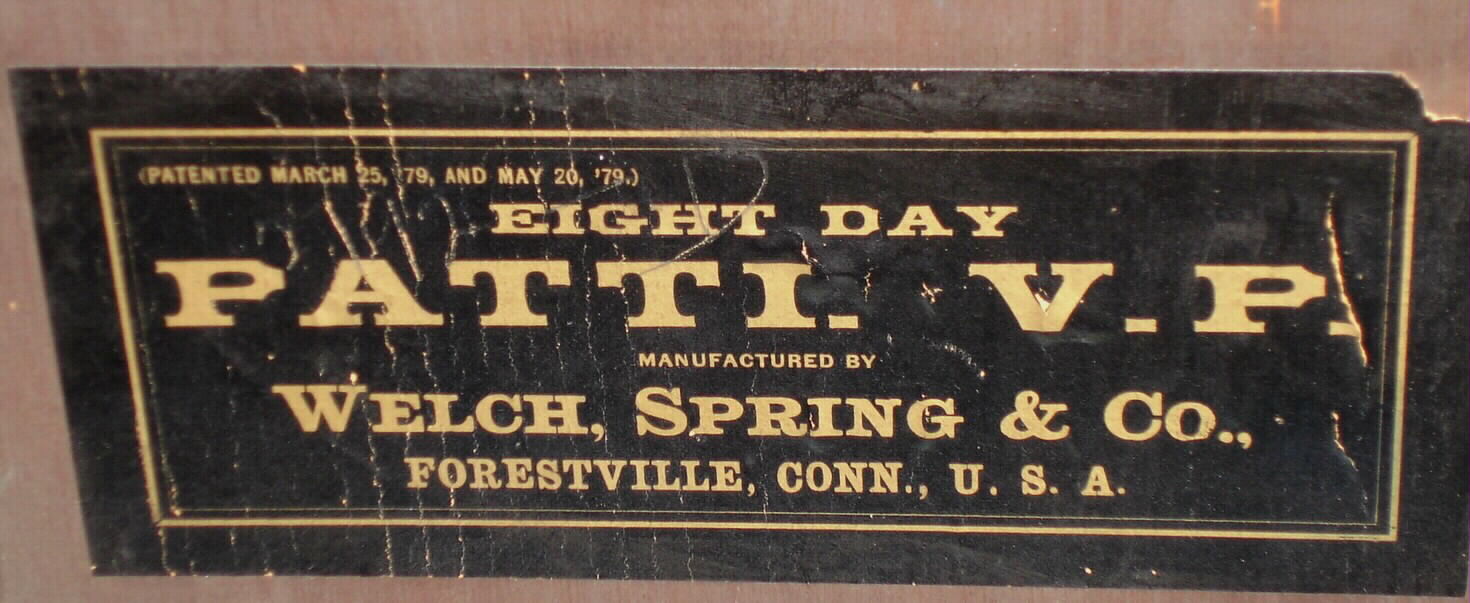 (PATENTED MARCH 25, '79, AND MAY 20, '79.)
EIGHT DAY
PATTI. V. P.
MANUFACTURED BY
WELCH, SPRING & CO.,
FORESTVILLE, CONN., U. S. A.